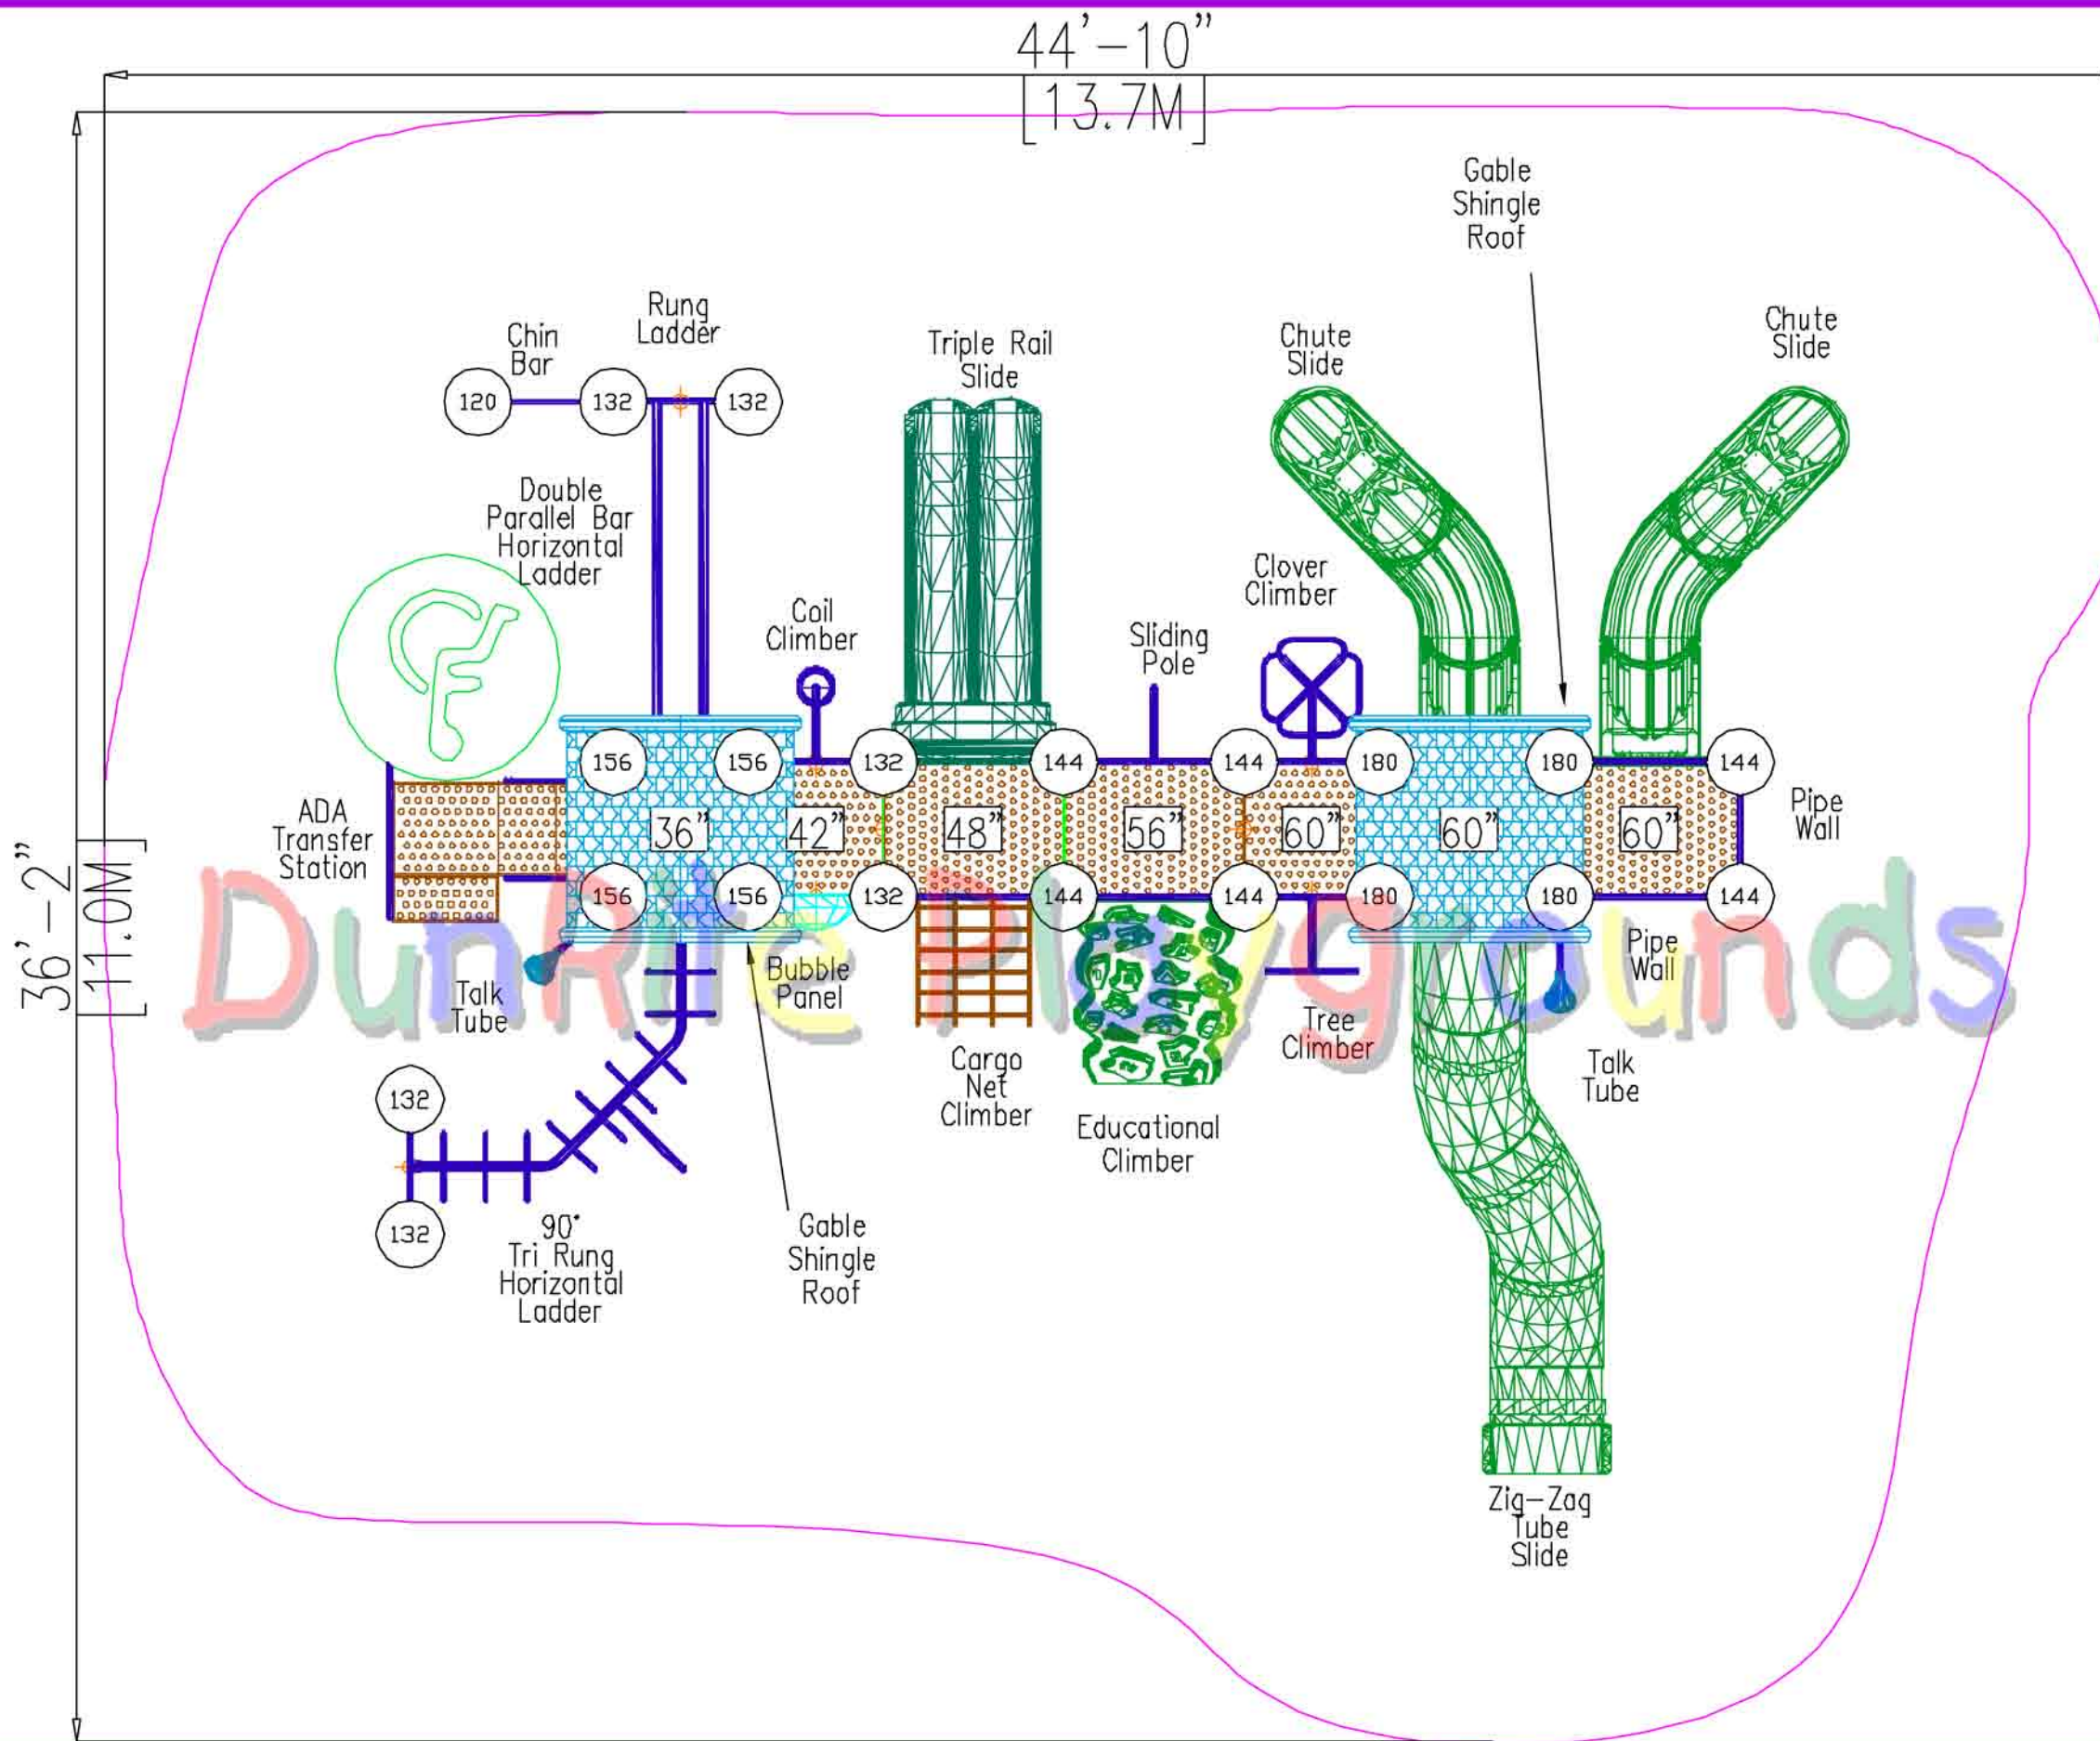 44'-10"
[13.7M]
Gable
Shingle
Roof
Rung
Ladder
Chin
Bar
Triple Rail
Slide
Chute
Slide
Chute
Slide
120
132
132
Double
Parallel Bar
Horizontal
Ladder
Clover
Climber
Coil
Climber
Sliding
Pole
156
156
132
144
144
180
180
144
ADA
Transfer
Station
36"
42"
48"
56"
60"
60"
60"
Pipe
Wall
36'-2"
[11.0M]
156
156
132
144
144
180
180
144
DunRite Playgrounds
Talk
Tube
Bubble
Panel
Pipe
Wall
Cargo
Net
Climber
Tree
Climber
Talk
Tube
132
Educational
Climber
132
90°
Tri Rung
Horizontal
Ladder
Gable
Shingle
Roof
Zig-Zag
Tube
Slide